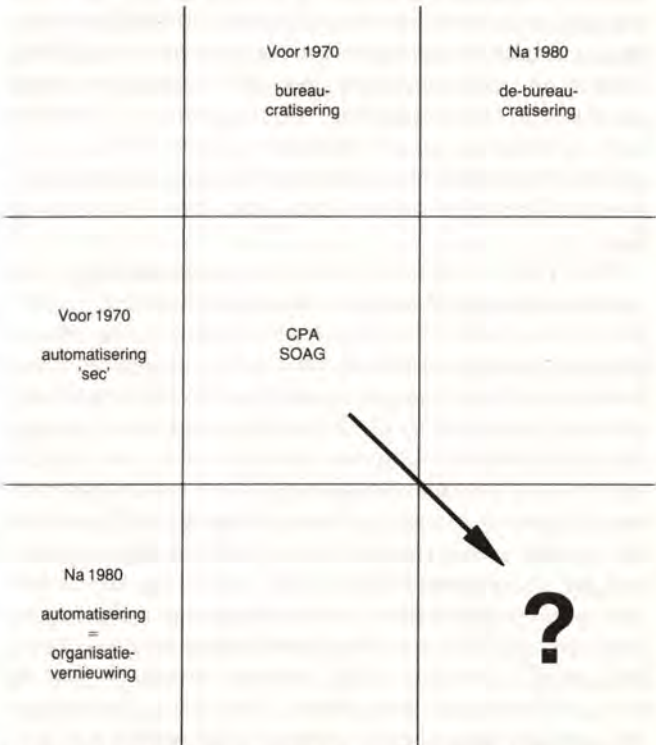 Voor 1970
bureau-
cratisering
Na 1980
de-bureau-
cratisering
Voor 1970
automatisering
'sec'
CPA
SOAG
Na 1980
automatisering
=
organisatie-
vernieuwing
?